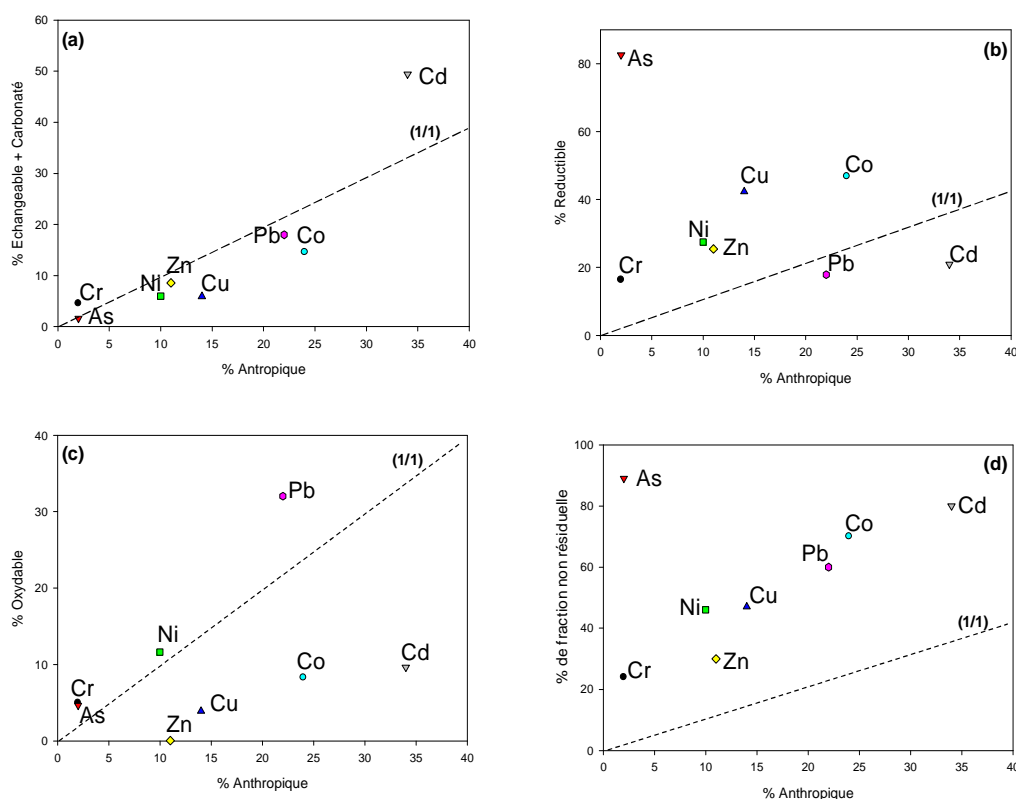 (a)
% Echangeable + Carbonaté
60
50
40
30
20
10
0
Cd
(1/1)
Pb
Co
Zn
Ni
Cu
Cr
As
0 5 10 15 20 25 30 35 40
% Antropique
(b)
% Reductible
80
60
40
20
0
As
Cu
Co
(1/1)
Ni
Zn
Cr
Pb
Cd
0 5 10 15 20 25 30 35 40
% Anthropique
(c)
% Oxydable
40
30
20
10
0
(1/1)
Pb
Ni
Cr
As
Zn
Cu
Co
Cd
0 5 10 15 20 25 30 35 40
% Anthropique
(d)
% de fraction non résiduelle
100
80
60
40
20
0
As
Cd
Co
Pb
Ni
Cu
(1/1)
Cr
Zn
0 5 10 15 20 25 30 35 40
% Anthropique